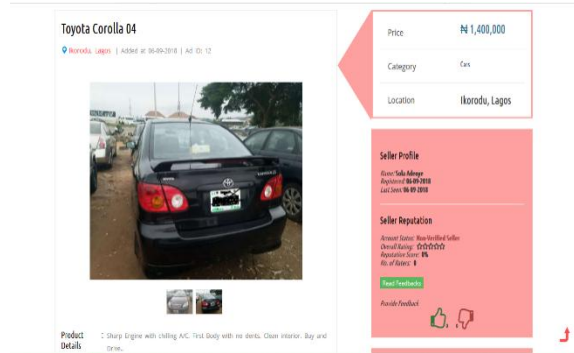 Toyota Corolla 04
Ikorodu, Lagos | Added at 06-09-2018 | Ad ID: 12
Product Details
: Sharp Engine with chilling A/C. First Body with no dents. Clean Interior. Buy and
Drive.
Price
₦ 1,400,000
Category
Cars
Location
Ikorodu, Lagos
Seller Profile
Name: Sola Adeoye
Registered: 06-09-2018
Last Seen: 06-09-2018
Seller Reputation
Account Status: Non-Verified Seller
Overall Rating:
Reputation Score: 0%
No. of Raters: 0
Read Feedbacks
Provide Feedback